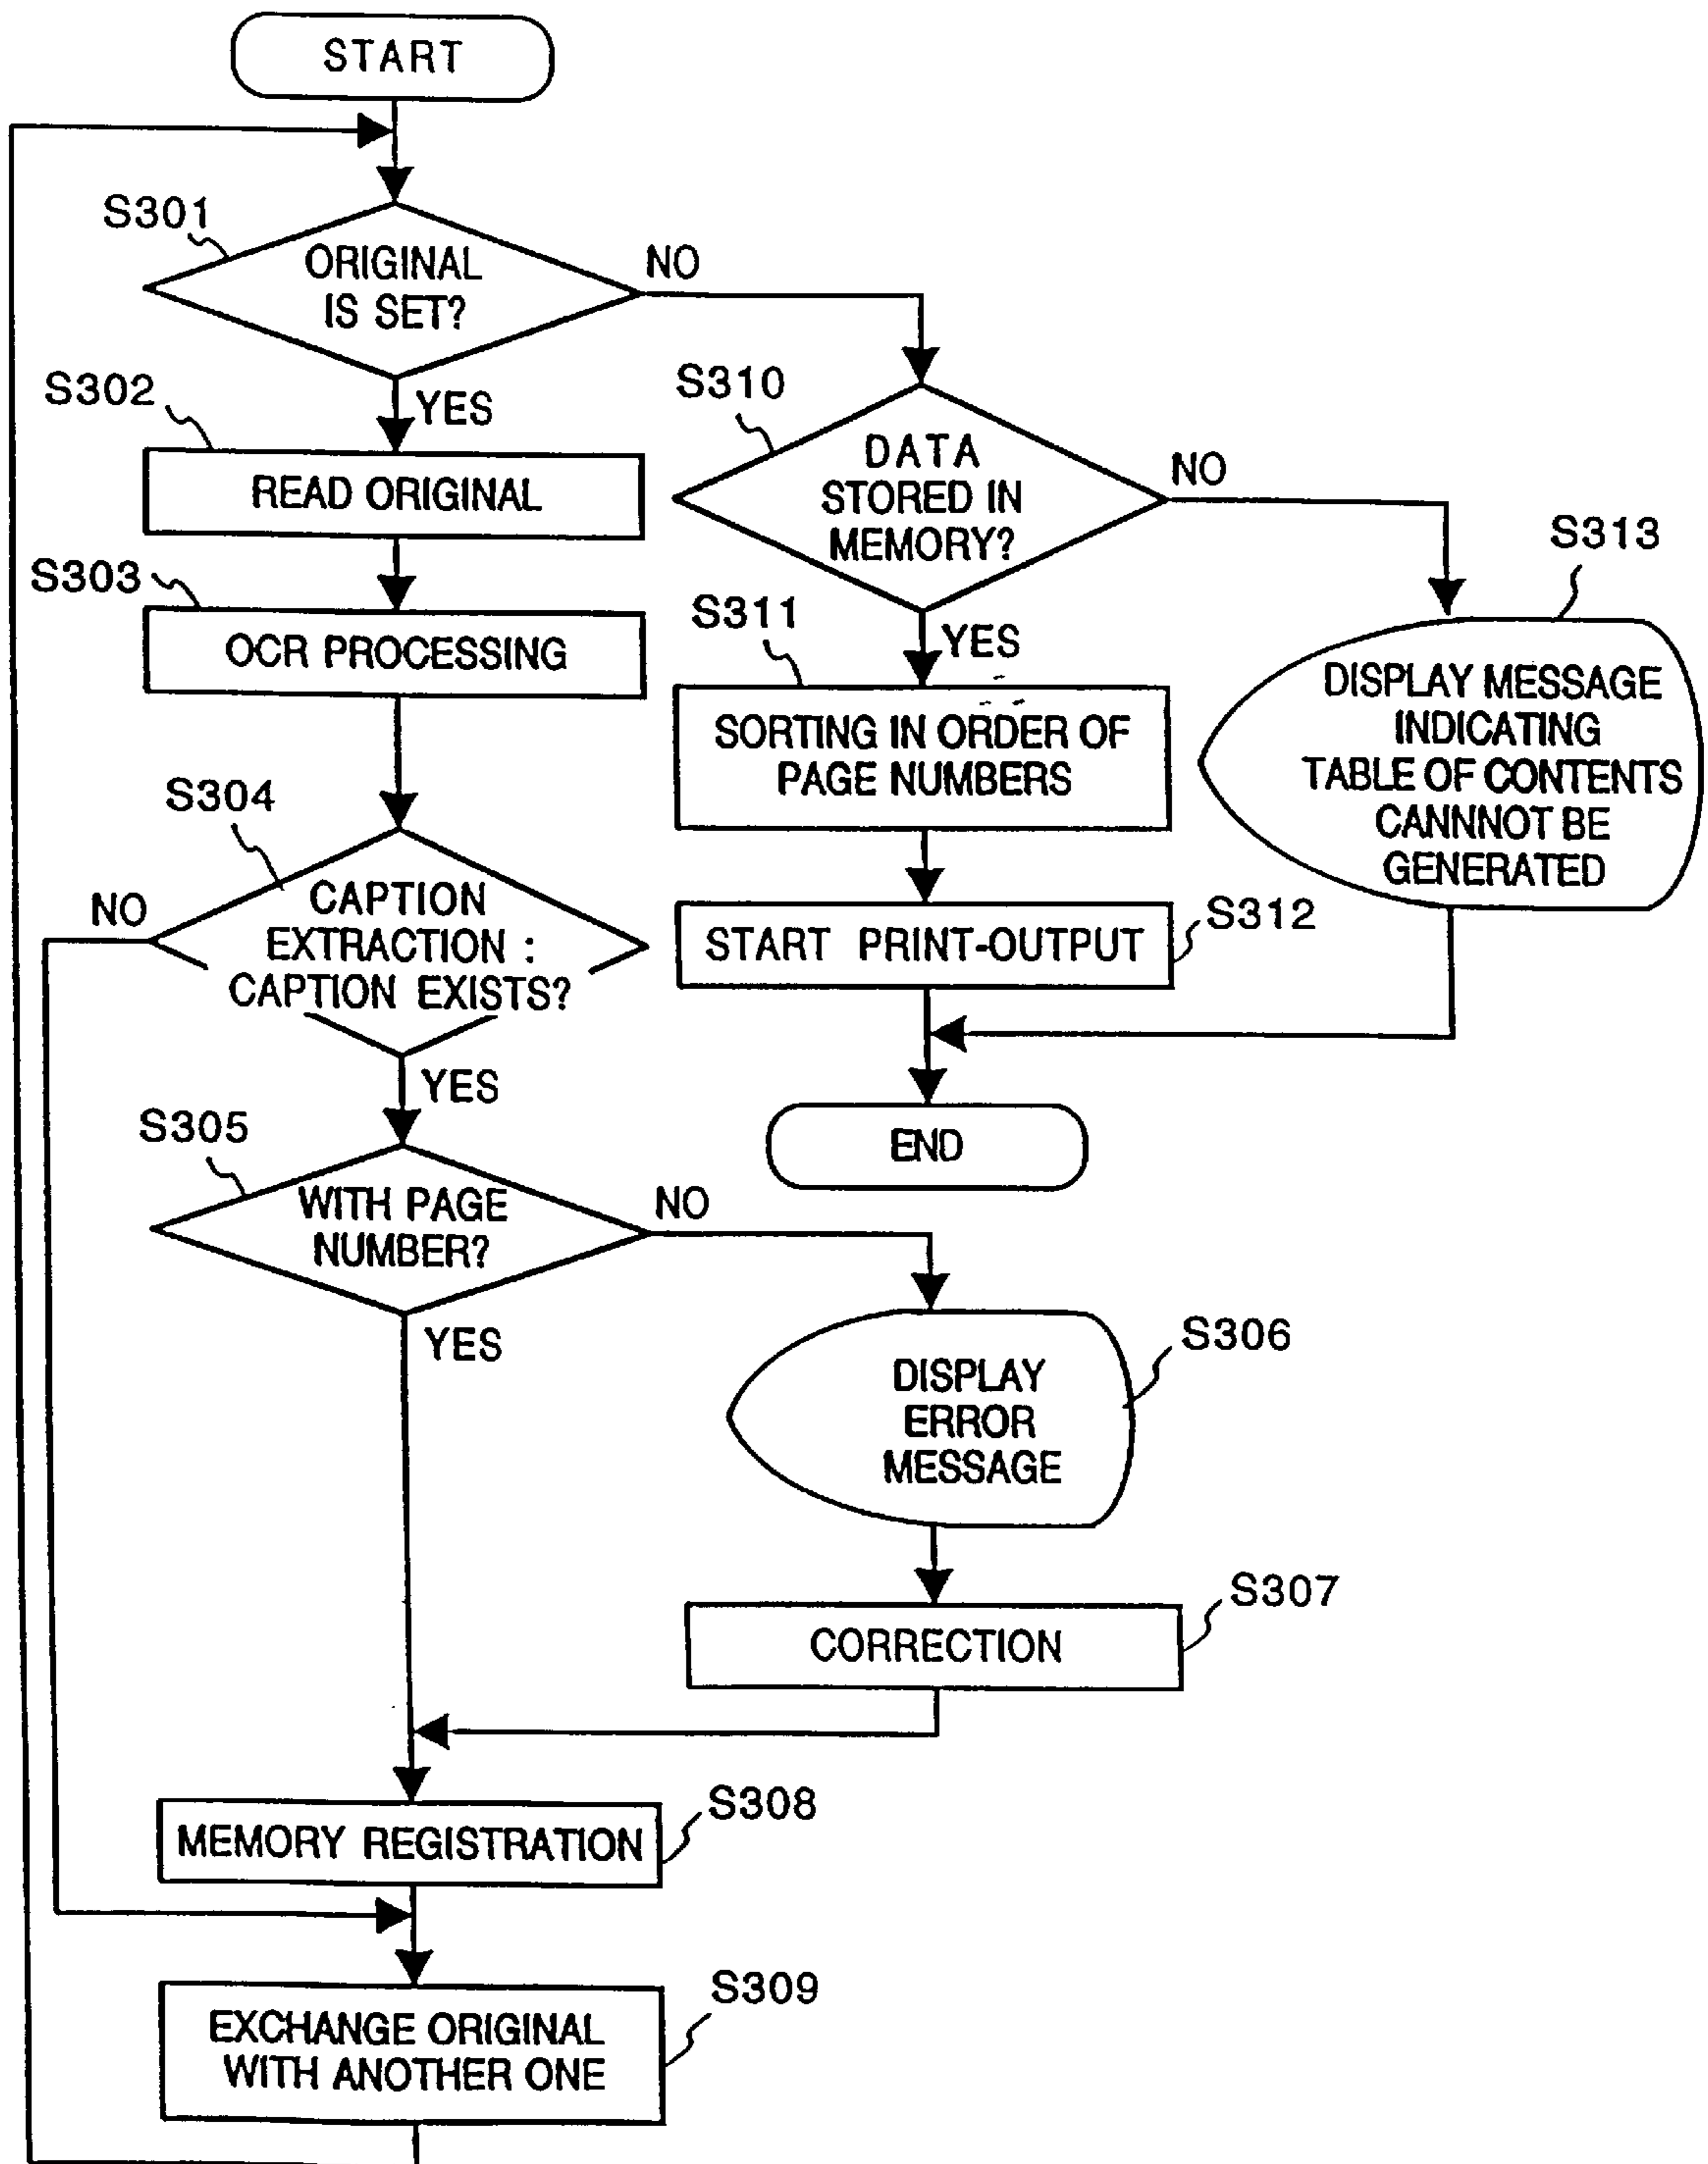 START
S301
ORIGINAL
IS SET?
NO
YES
S302
READ ORIGINAL
S303
OCR PROCESSING
S304
CAPTION
EXTRACTION :
CAPTION EXISTS?
NO
YES
S305
WITH PAGE
NUMBER?
NO
YES
S306
DISPLAY
ERROR
MESSAGE
S307
CORRECTION
S308
MEMORY REGISTRATION
S309
EXCHANGE ORIGINAL
WITH ANOTHER ONE
S310
DATA
STORED IN
MEMORY?
NO
YES
S311
SORTING IN ORDER OF
PAGE NUMBERS
S312
START PRINT-OUTPUT
S313
DISPLAY MESSAGE
INDICATING
TABLE OF CONTENTS
CANNNOT BE
GENERATED
END